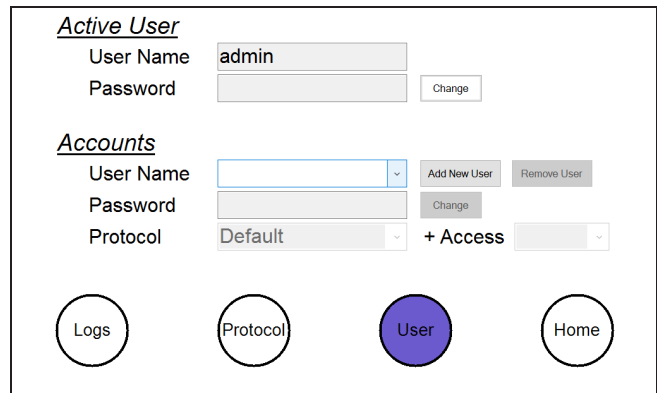 Active User
User Name admin
Password Change
Accounts
User Name Add New User Remove User
Password Change
Protocol Default + Access
Logs Protocol User Home